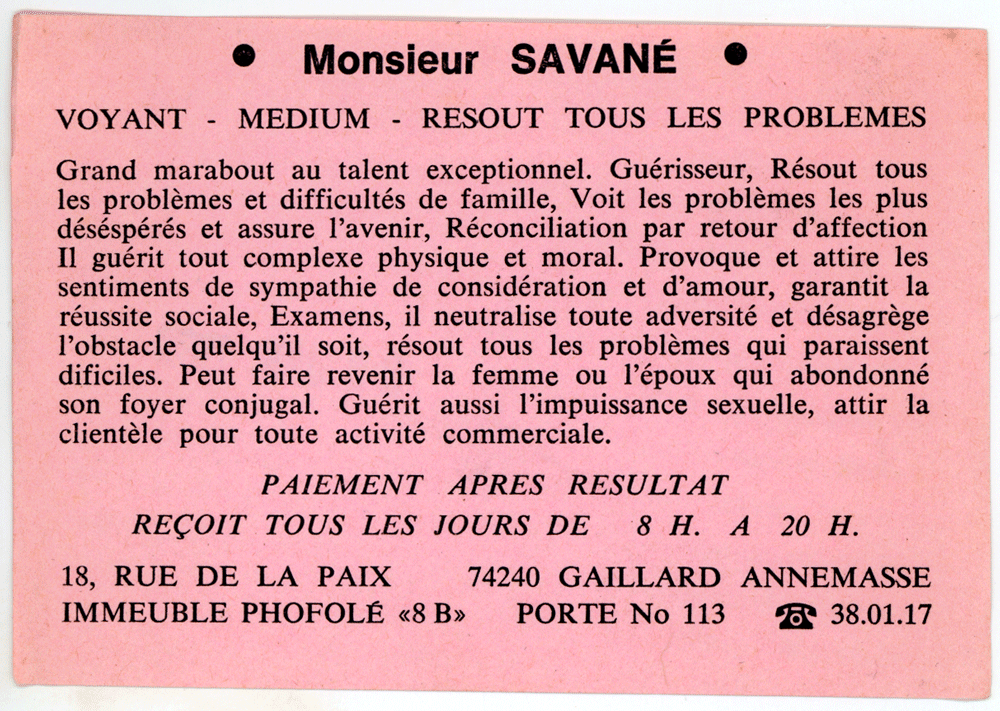 • Monsieur SAVANÉ •
VOYANT - MEDIUM - RESOUT TOUS LES PROBLEMES
Grand marabout au talent exceptionnel. Guérisseur, Résout tous
les problèmes et difficultés de famille, Voit les problèmes les plus
déséspérés et assure l'avenir, Réconciliation par retour d'affection
Il guérit tout complexe physique et moral. Provoque et attire les
sentiments de sympathie de considération et d'amour, garantit la
réussite sociale, Examens, il neutralise toute adversité et désagrège
l'obstacle quelqu'il soit, résout tous les problèmes qui paraissent
dificiles. Peut faire revenir la femme ou l'époux qui abondonné
son foyer conjugal. Guérit aussi l'impuissance sexuelle, attir la
clientèle pour toute activité commerciale.
PAIEMENT APRES RESULTAT
REÇOIT TOUS LES JOURS DE 8 H. A 20 H.
18, RUE DE LA PAIX 74240 GAILLARD ANNEMASSE
IMMEUBLE PHOFOLÉ «8 B» PORTE No 113 ☎ 38.01.17